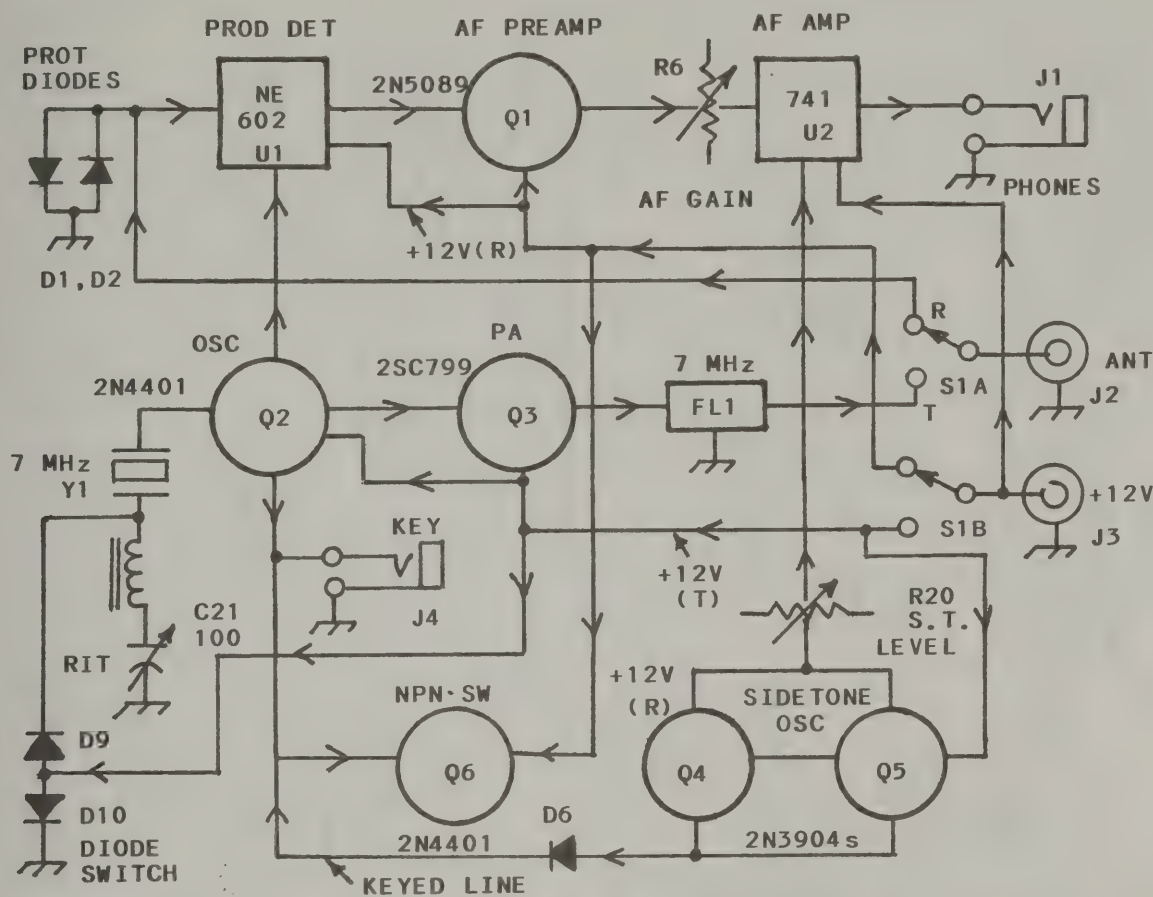 PROD DET
AF PREAMP
AF AMP
PROT
DIODES
R6
J1
NE
602
U1
2N5089
Q1
741
U2
AF GAIN
PHONES
+12V(R)
D1,D2
R
OSC
PA
2N4401
2SC799
7 MHz
S1A
ANT
J2
Q2
Q3
FL1
T
7 MHz
Y1
KEY
+12V
S1B
J3
J4
+12V
(T)
R20
S.T.
LEVEL
C21
100
RIT
NPN-SW
+12V
(R)
SIDETONE
OSC
D9
Q6
Q4
Q5
D10
D6
DIODE
SWITCH
2N4401
2N3904s
KEYED LINE